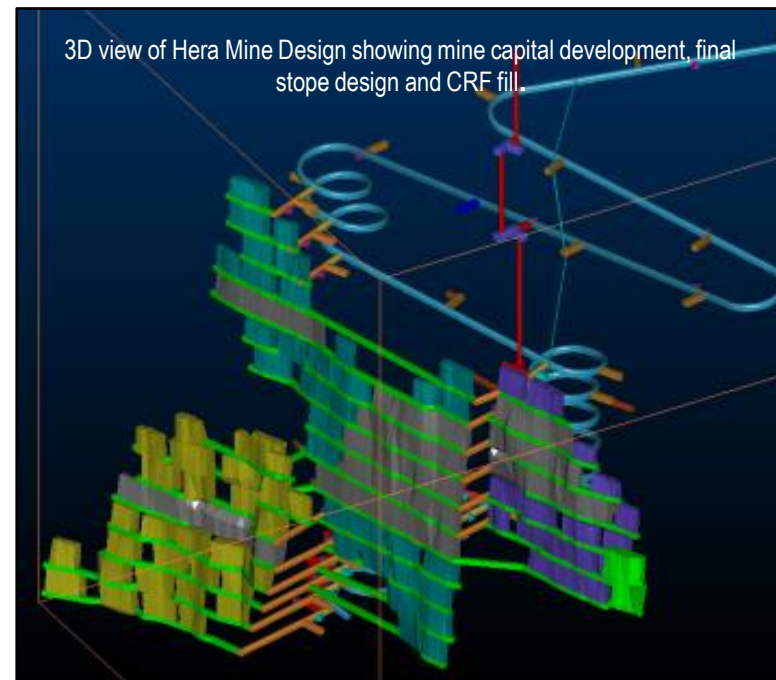 3D view of Hera Mine Design showing mine capital development, final
stope design and CRF fill.